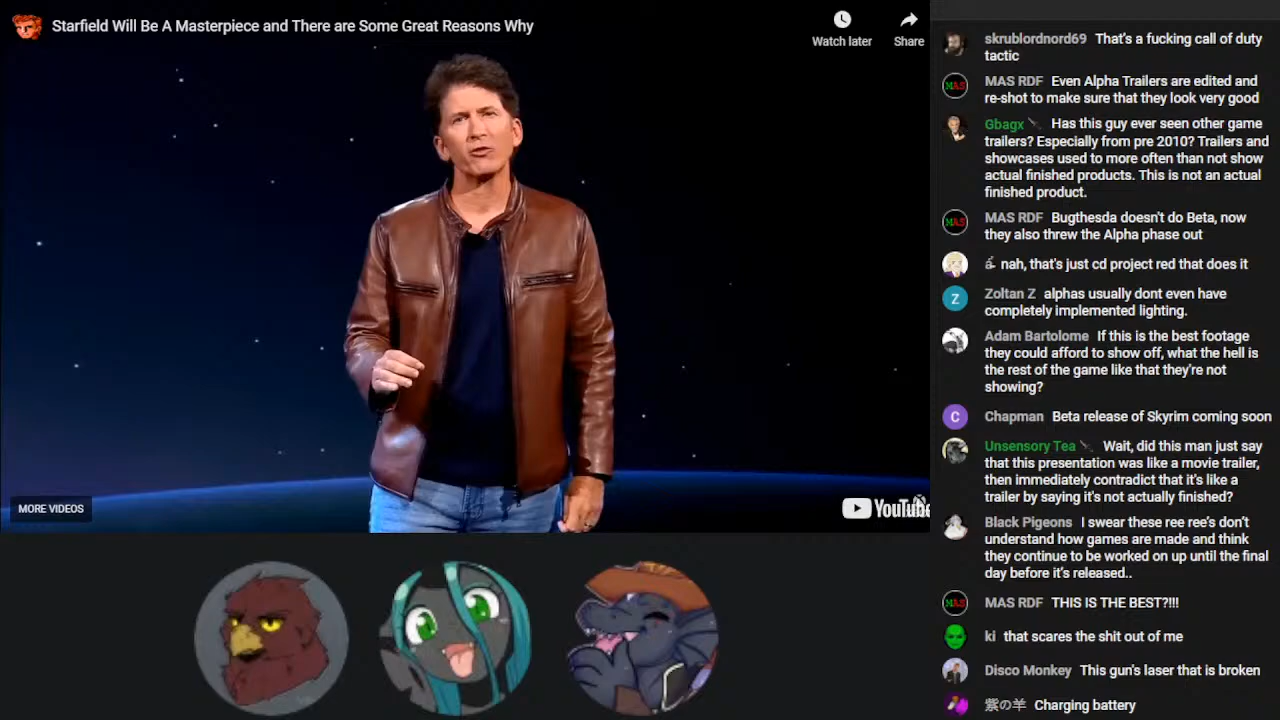 Starfield Will Be A Masterpiece and There are Some Great Reasons Why
Watch later
Share
MORE VIDEOS
YouTube
skrublordnord69 That's a fucking call of duty
tactic
MAS
MAS RDF Even Alpha Trailers are edited and
re-shot to make sure that they look very good
Gbagx Has this guy ever seen other game
trailers? Especially from pre 2010? Trailers and
showcases used to more often than not show
actual finished products. This is not an actual
finished product.
MAS
MAS RDF Bugthesda doesn't do Beta, now
they also threw the Alpha phase out
nah, that's just cd project red that does it
Z
Zoltan Z alphas usually dont even have
completely implemented lighting.
Adam Bartolome If this is the best footage
they could afford to show off, what the hell is
the rest of the game like that they're not
showing?
C
Chapman Beta release of Skyrim coming soon
Unsensory Tea Wait, did this man just say
that this presentation was like a movie trailer,
then immediately contradict that it's like a
trailer by saying it's not actually finished?
Black Pigeons I swear these ree ree's don't
understand how games are made and think
they continue to be worked on up until the final
day before it's released..
MAS
MAS RDF THIS IS THE BEST?!!!
ki that scares the shit out of me
Disco Monkey This gun's laser that is broken
紫の羊 Charging battery